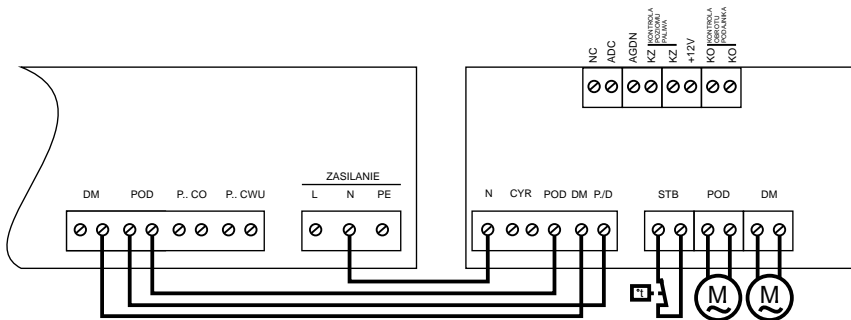 NC
ADC
AGDN
KZ
KONTROLA
POZIOMU
PALIWA
KZ
+12V
KO
KONTROLA
OBROTU
PODAJNIKA
KO
ZASILANIE
DM POD P.. CO P.. CWU L N PE
N CYR POD DM P./D STB POD DM
°t
M
M